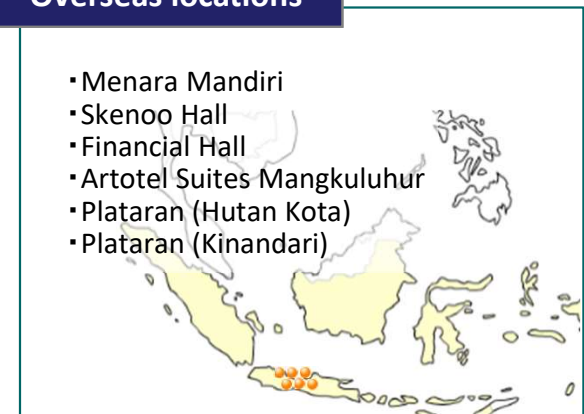 Overseas locations
・Menara Mandiri
・Skenoo Hall
・Financial Hall
・Artotel Suites Mangkuluhur
・Plataran (Hutan Kota)
・Plataran (Kinandari)